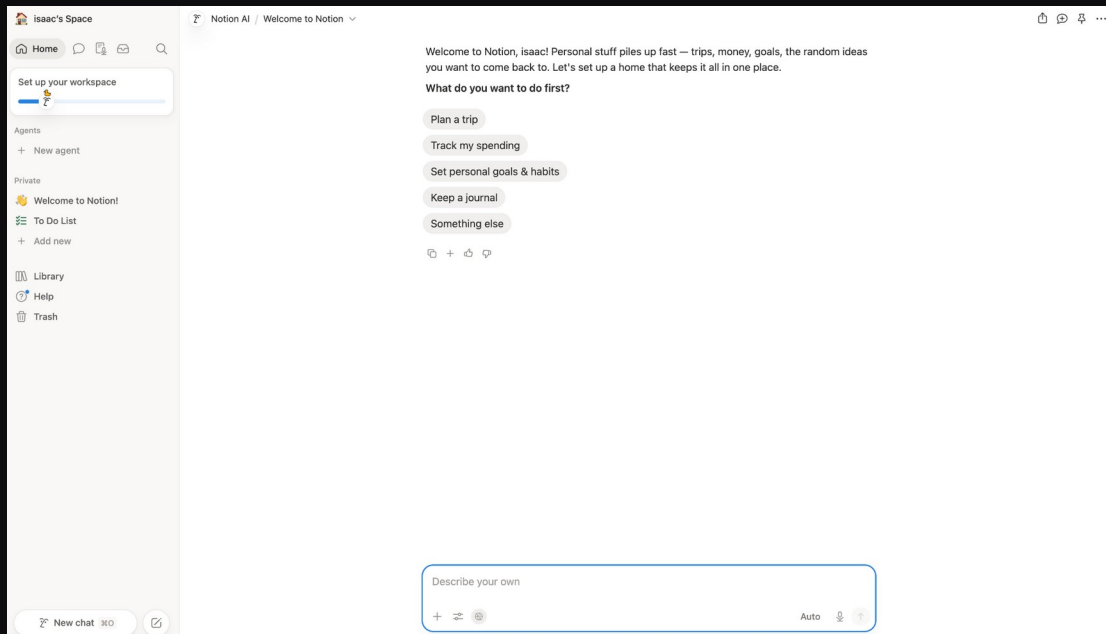 isaac's Space
Home
Set up your workspace
Agents
New agent
Private
Welcome to Notion!
To Do List
Add new
Library
Help
Trash
New chat ⌘O
Notion AI / Welcome to Notion
Welcome to Notion, isaac! Personal stuff piles up fast — trips, money, goals, the random ideas
you want to come back to. Let's set up a home that keeps it all in one place.
What do you want to do first?
Plan a trip
Track my spending
Set personal goals & habits
Keep a journal
Something else
Describe your own
Auto